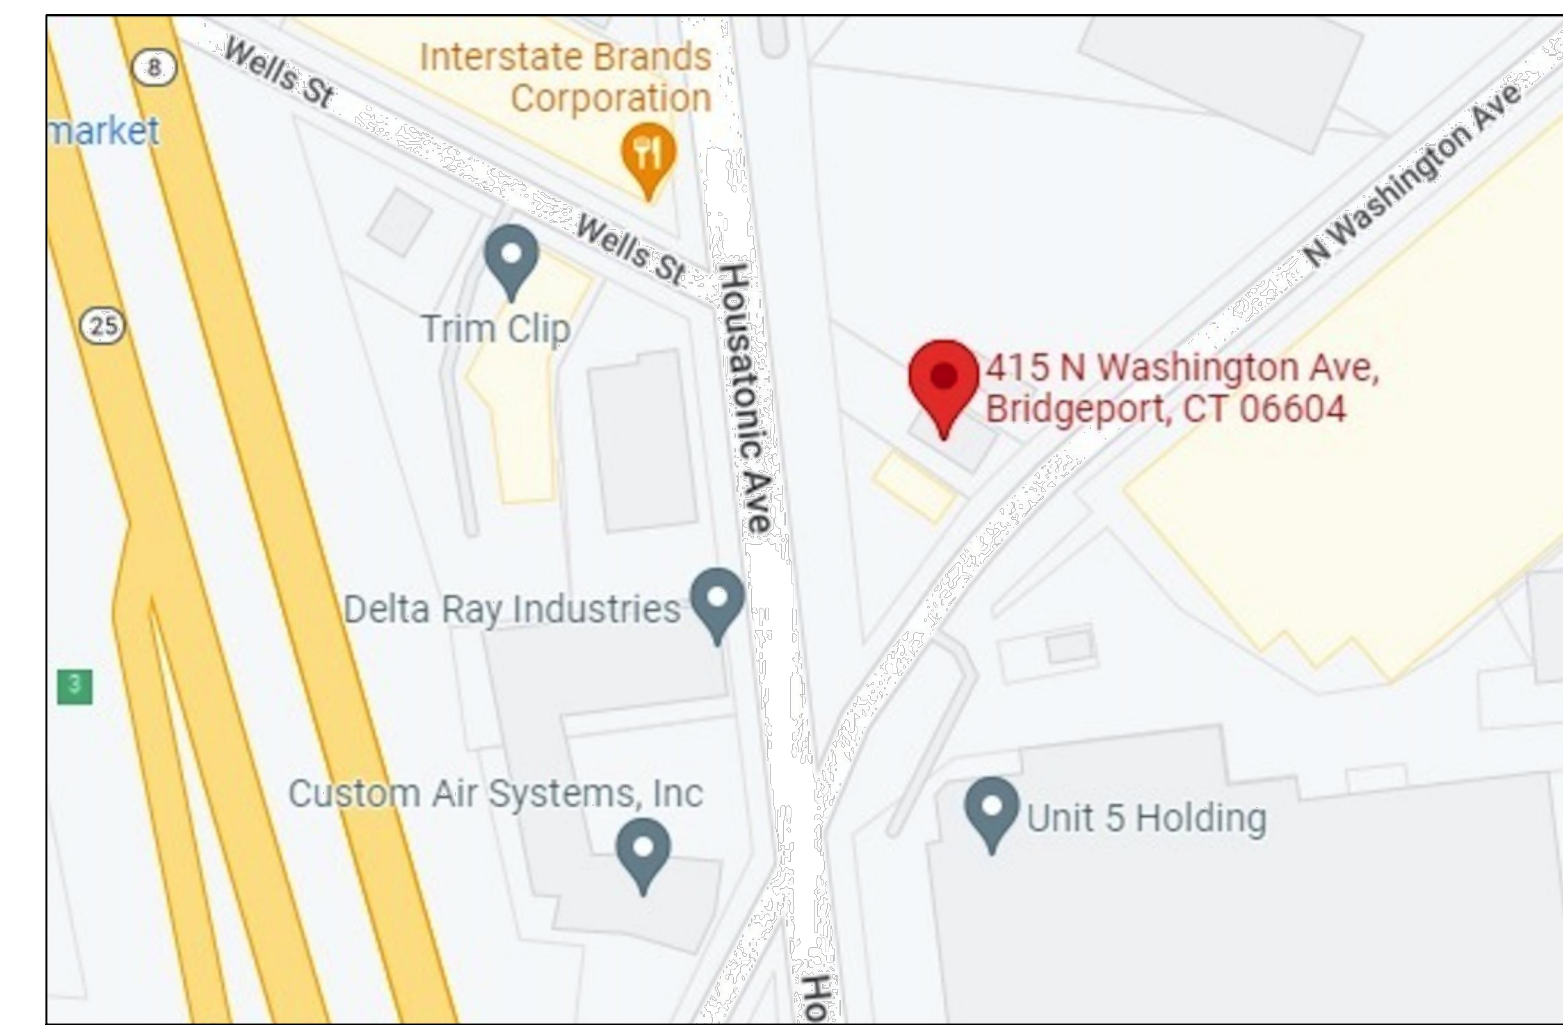 8
Wells St
Interstate Brands
Corporation
market
N Washington Ave
Wells St
Trim Clip
25
Housatonic Ave
415 N Washington Ave,
Bridgeport, CT 06604
Delta Ray Industries
3
Custom Air Systems, Inc
Unit 5 Holding
Ho